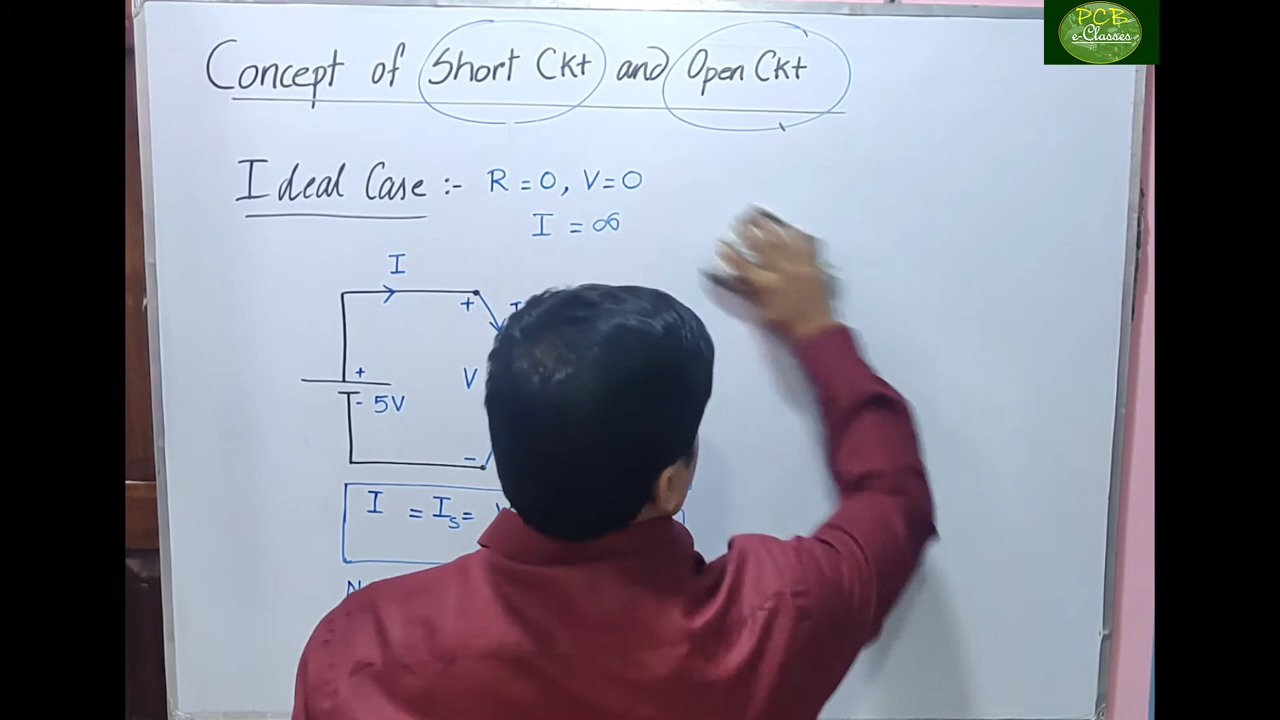 PCB
e-Classes
Concept of Short Ckt and Open Ckt
Ideal Case :- R = 0, V = 0
I = ∞
I
+
+
V
- 5V
-
I = Is =